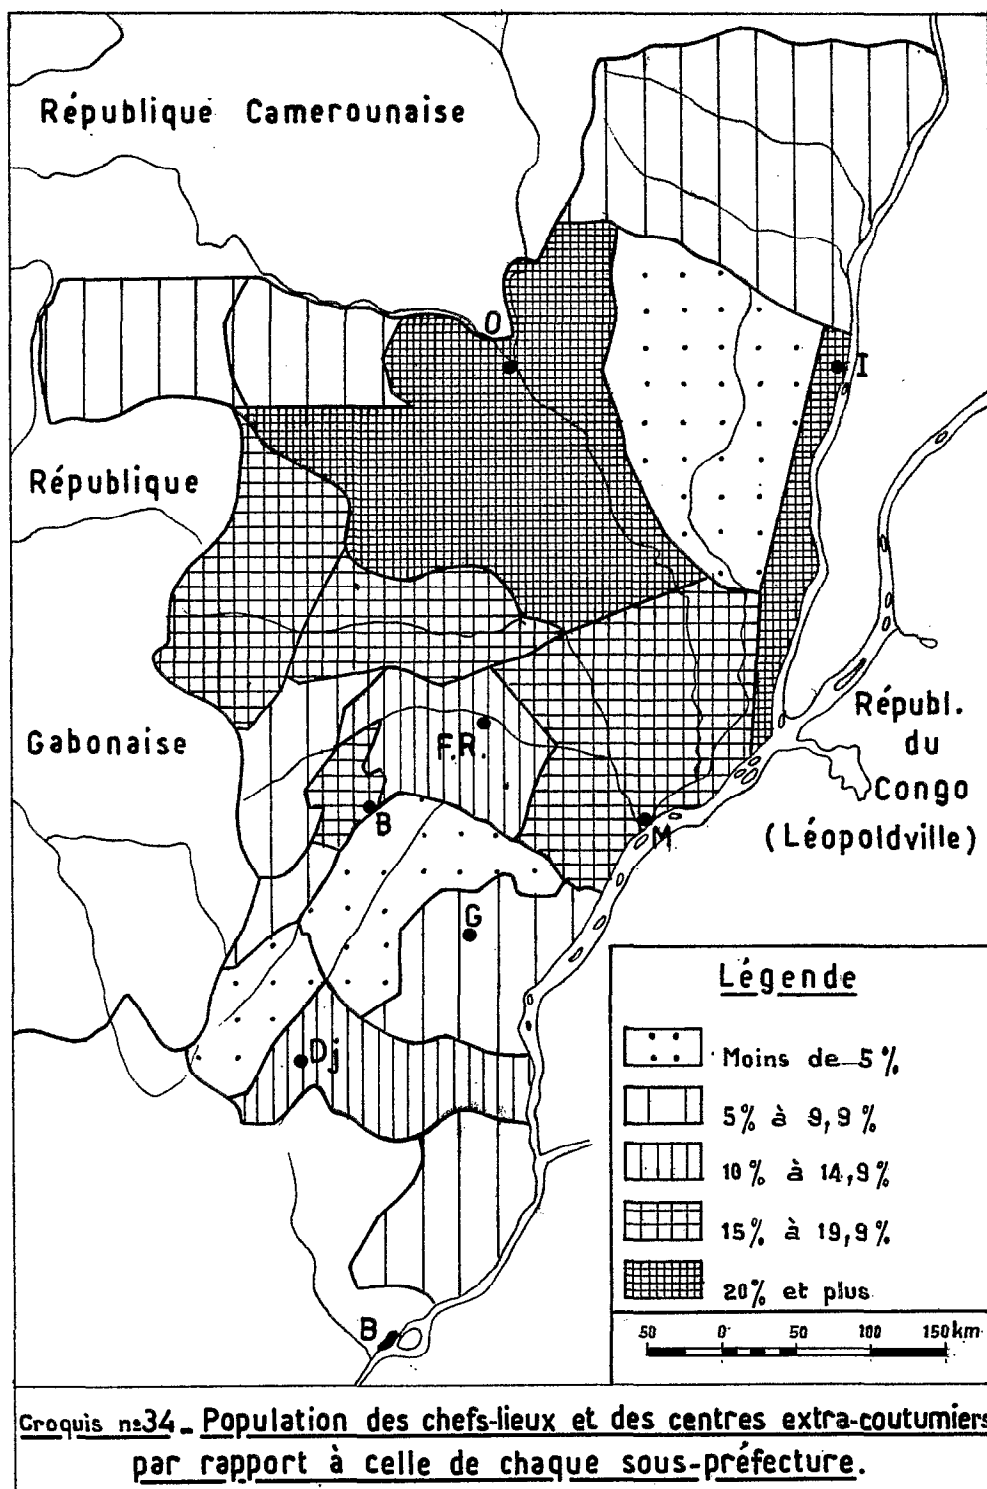 République Camerounaise
O
I
République
Gabonaise
F.R.
B
M
Républ.
du
Congo
(Léopoldville)
G
Dj
B
Légende
Moins de 5%
5% à 9,9%
10% à 14,9%
15% à 19,9%
20% et plus
50 0 50 100 150km
Croquis nº34 _ Population des chefs-lieux et des centres extra-coutumiers
par rapport à celle de chaque sous-préfecture.